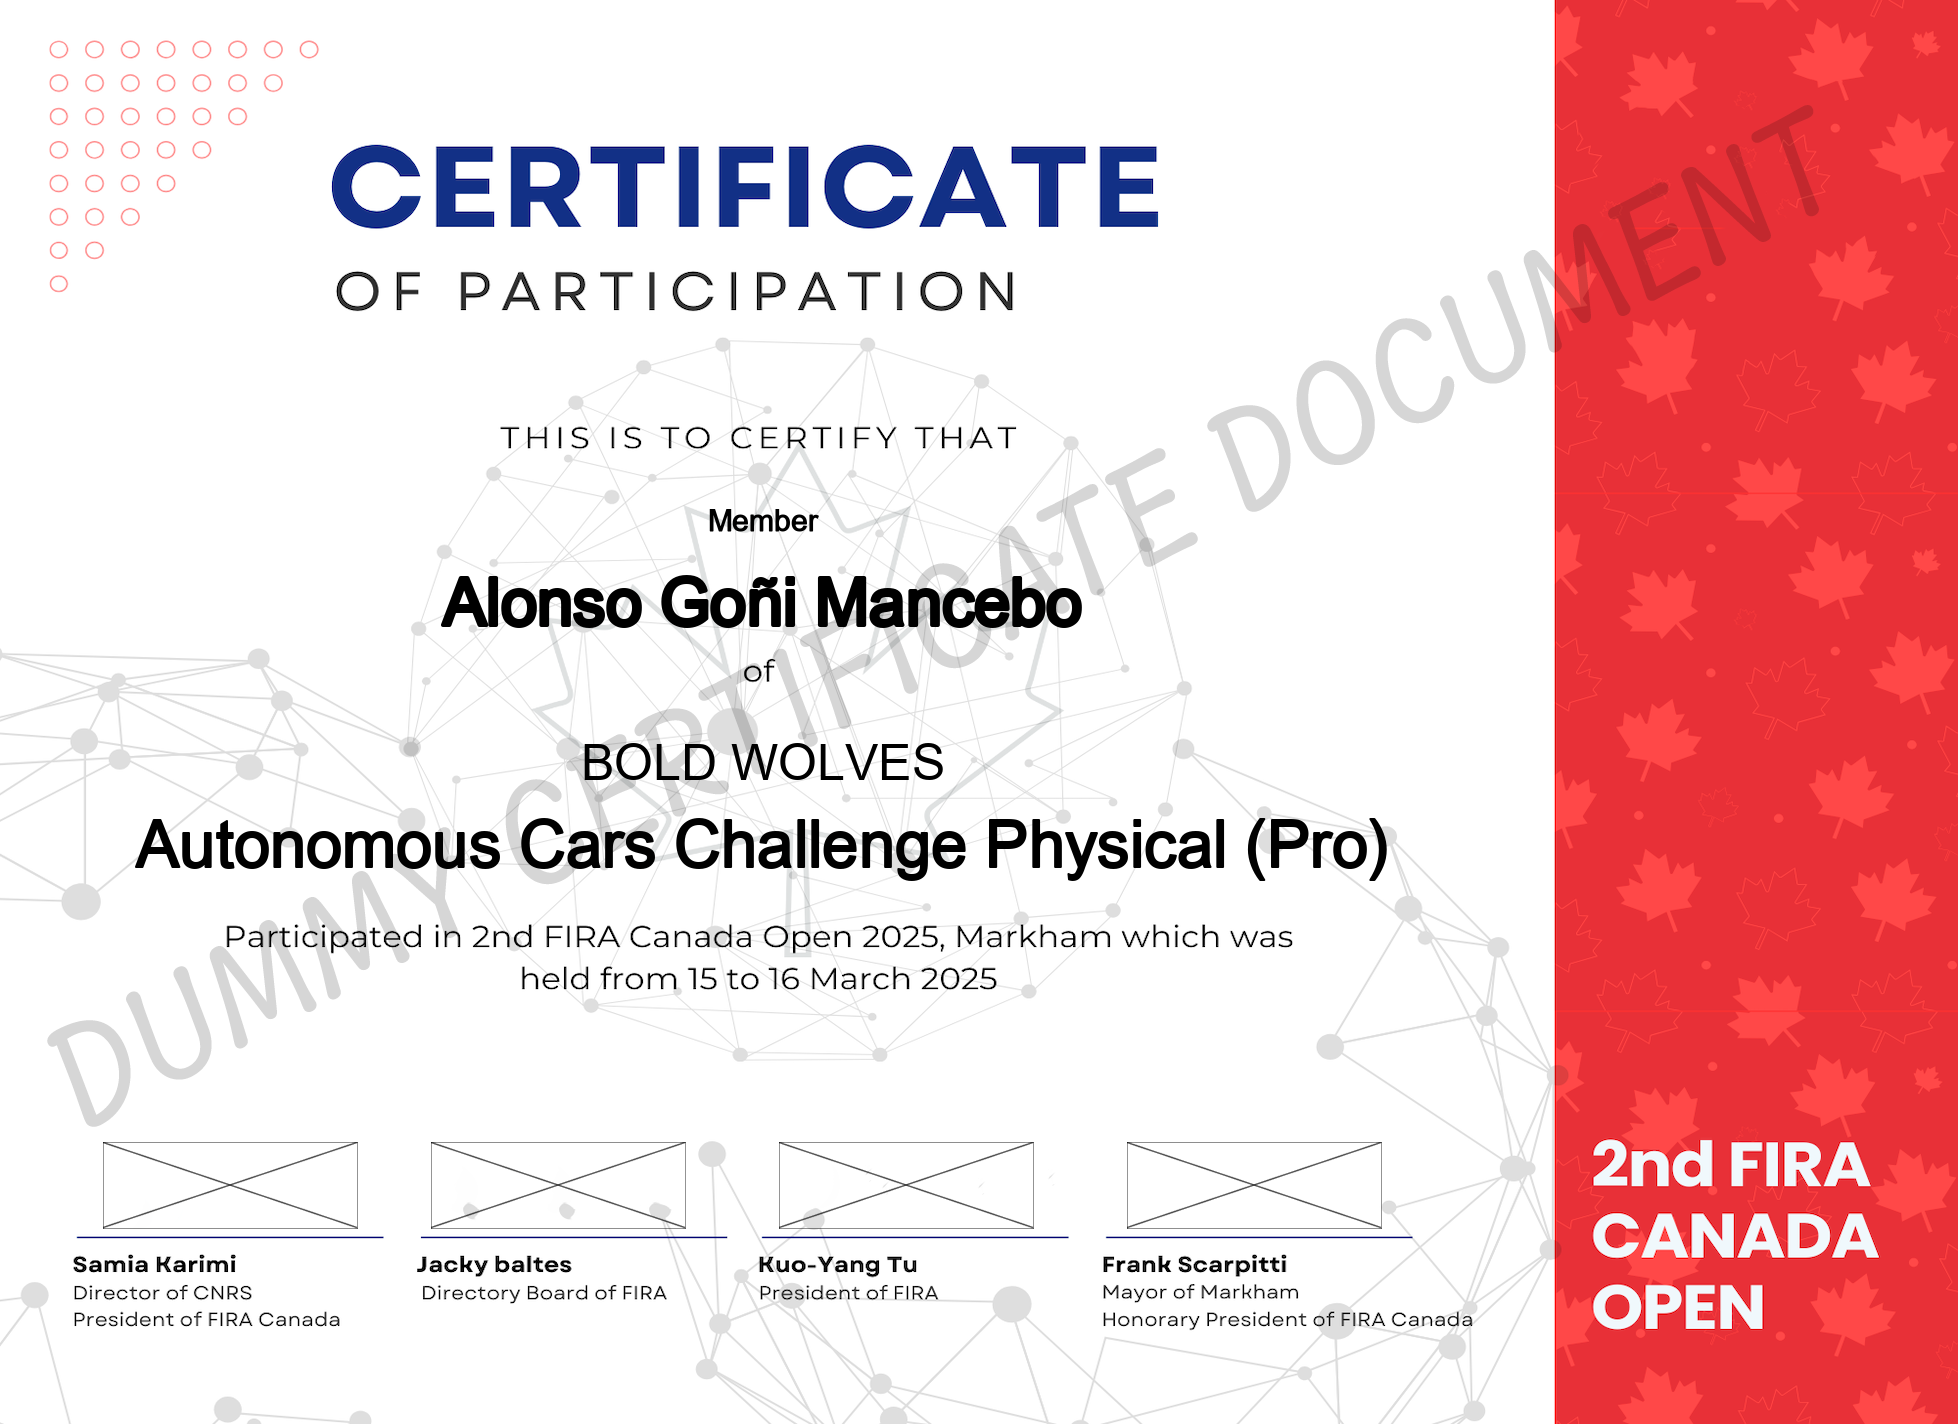 CERTIFICATE
OF PARTICIPATION
THIS IS TO CERTIFY THAT
Member
Alonso Goñi Mancebo
of
BOLD WOLVES
Autonomous Cars Challenge Physical (Pro)
Participated in 2nd FIRA Canada Open 2025, Markham which was
held from 15 to 16 March 2025
DUMMY CERTIFICATE DOCUMENT
Samia Karimi
Director of CNRS
President of FIRA Canada
Jacky baltes
Directory Board of FIRA
Kuo-Yang Tu
President of FIRA
Frank Scarpitti
Mayor of Markham
Honorary President of FIRA Canada
2nd FIRA
CANADA
OPEN